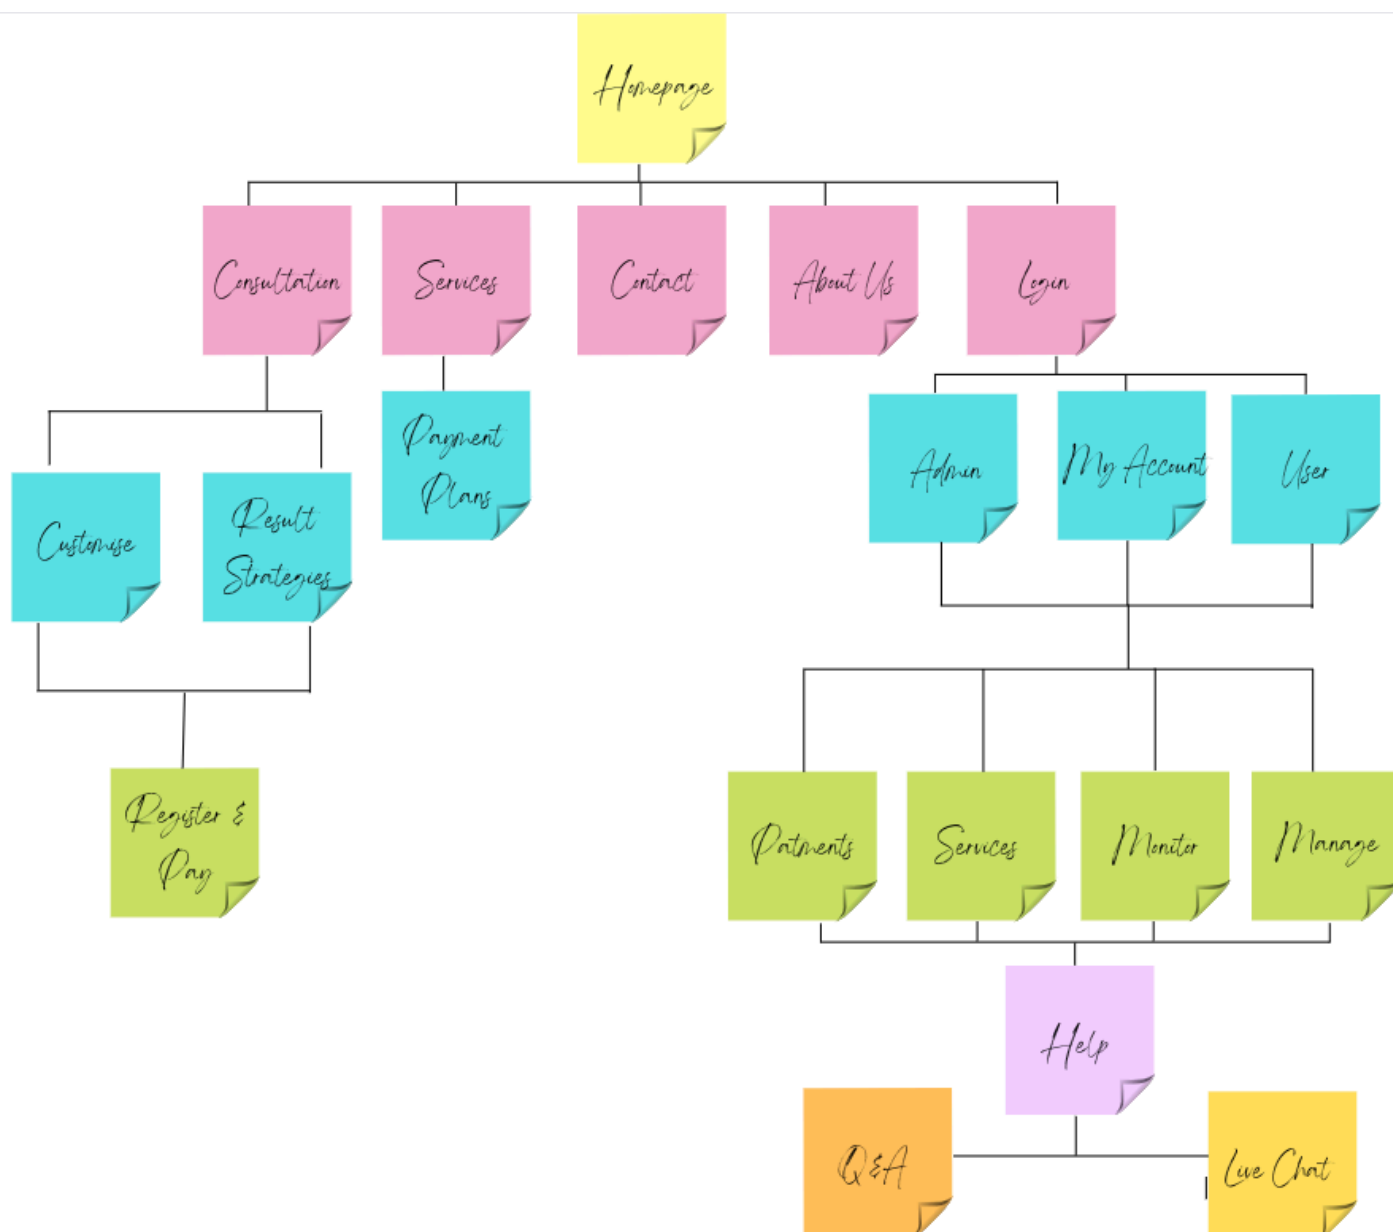 Homepage
Consultation
Services
Contact
About Us
Login
Payment
Plans
Admin
My Account
User
Customise
Result
Strategies
Register &
Pay
Patments
Services
Monitor
Manage
Help
Q&A
Live Chat